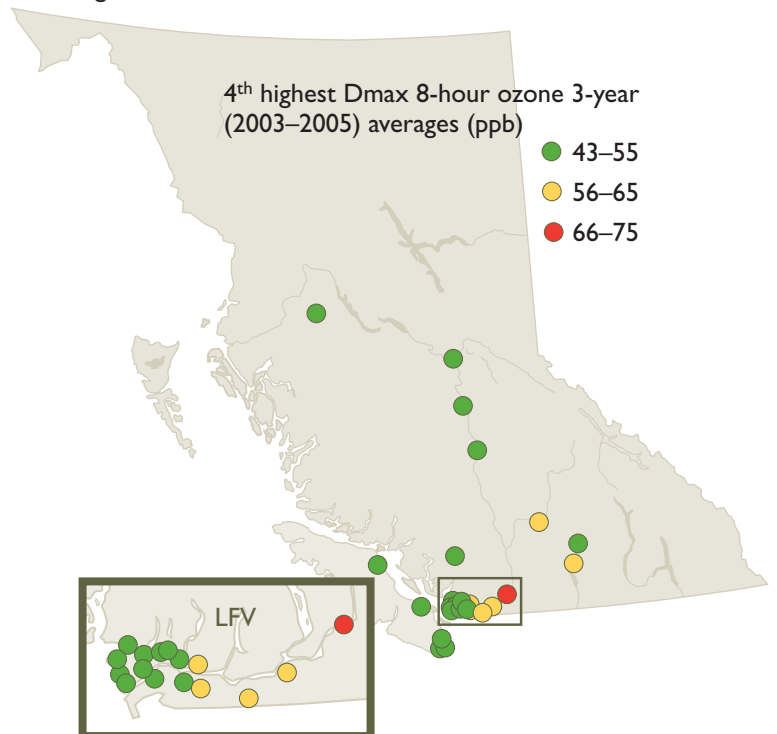 4th highest Dmax 8-hour ozone 3-year
(2003–2005) averages (ppb)
43–55
56–65
66–75
LFV